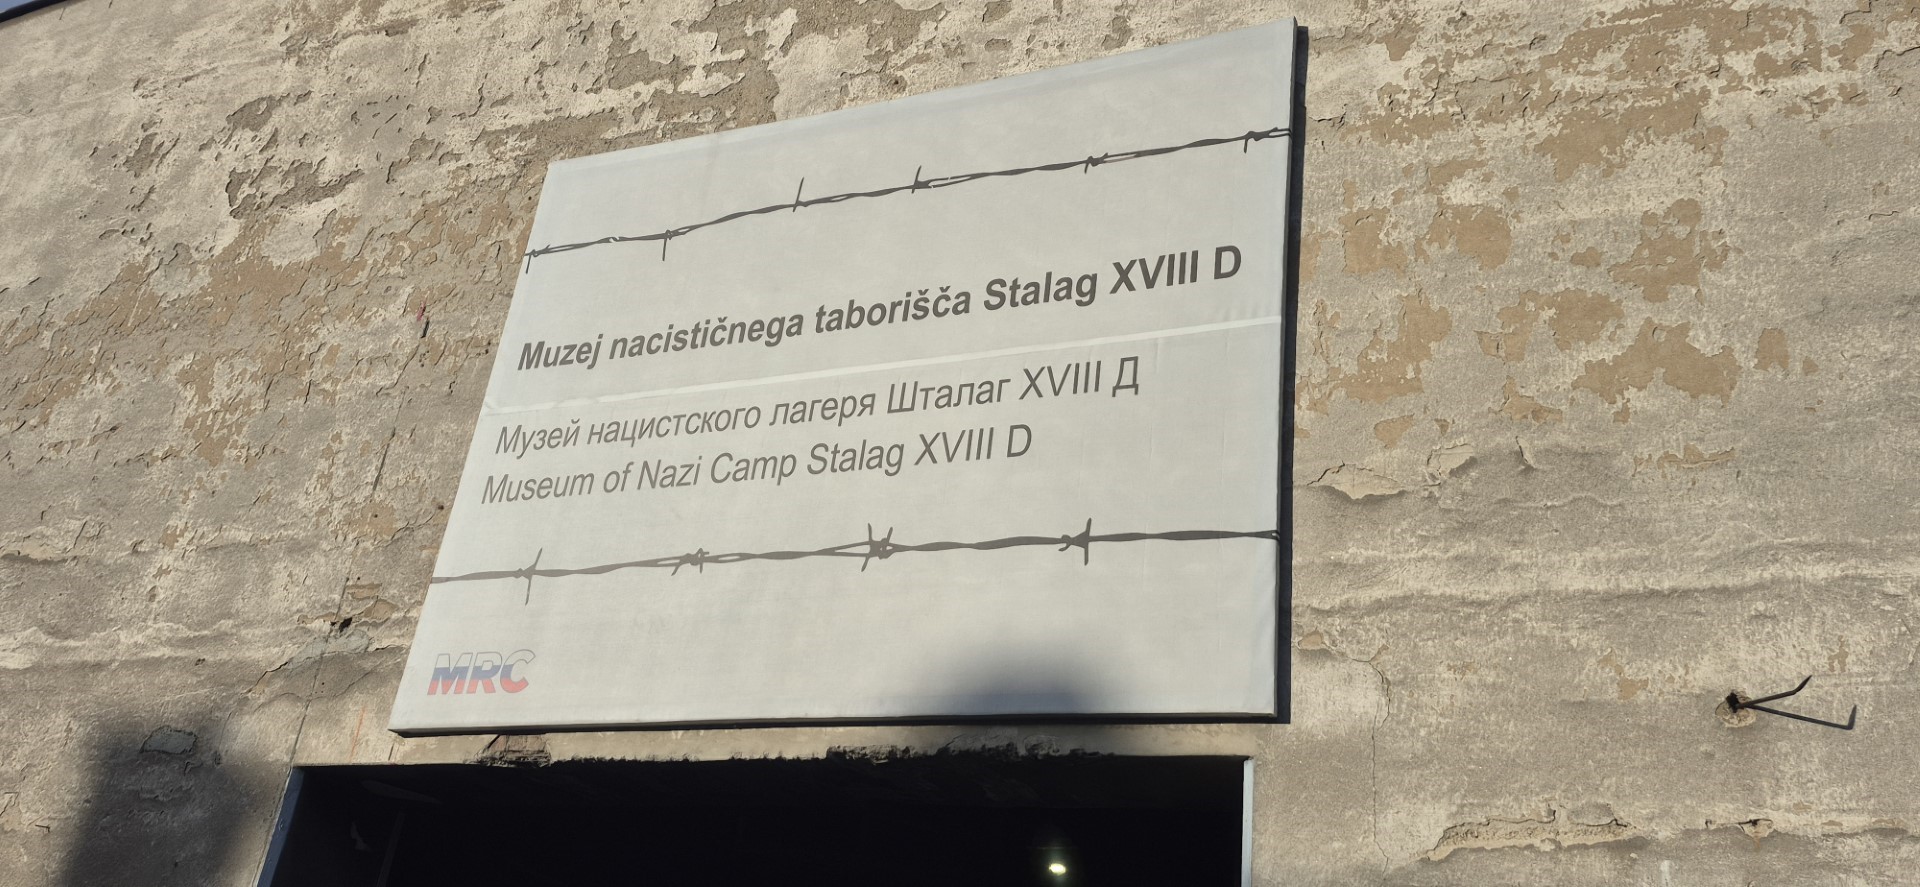 Muzej nacističnega taborišča Stalag XVIII D
Музей нацистского лагеря Шталаг XVIII Д
Museum of Nazi Camp Stalag XVIII D
MRC